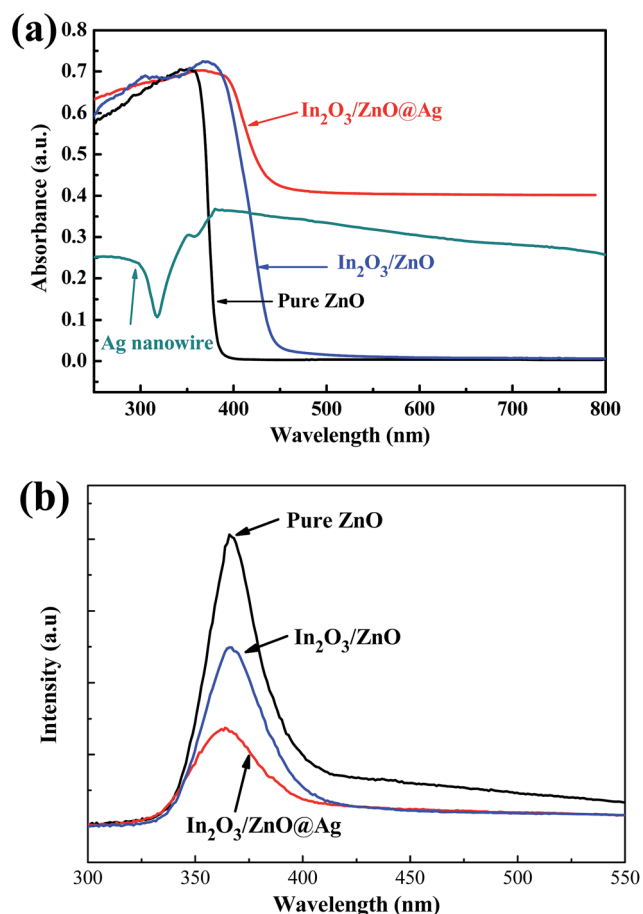 (a)
0.8
0.7
0.6
0.5
0.4
0.3
0.2
0.1
0.0
Absorbance (a.u.)
In₂O₃/ZnO@Ag
In₂O₃/ZnO
Pure ZnO
Ag nanowire
300 400 500 600 700 800
Wavelength (nm)
(b)
Intensity (a.u)
Pure ZnO
In₂O₃/ZnO
In₂O₃/ZnO@Ag
300 350 400 450 500 550
Wavelength (nm)